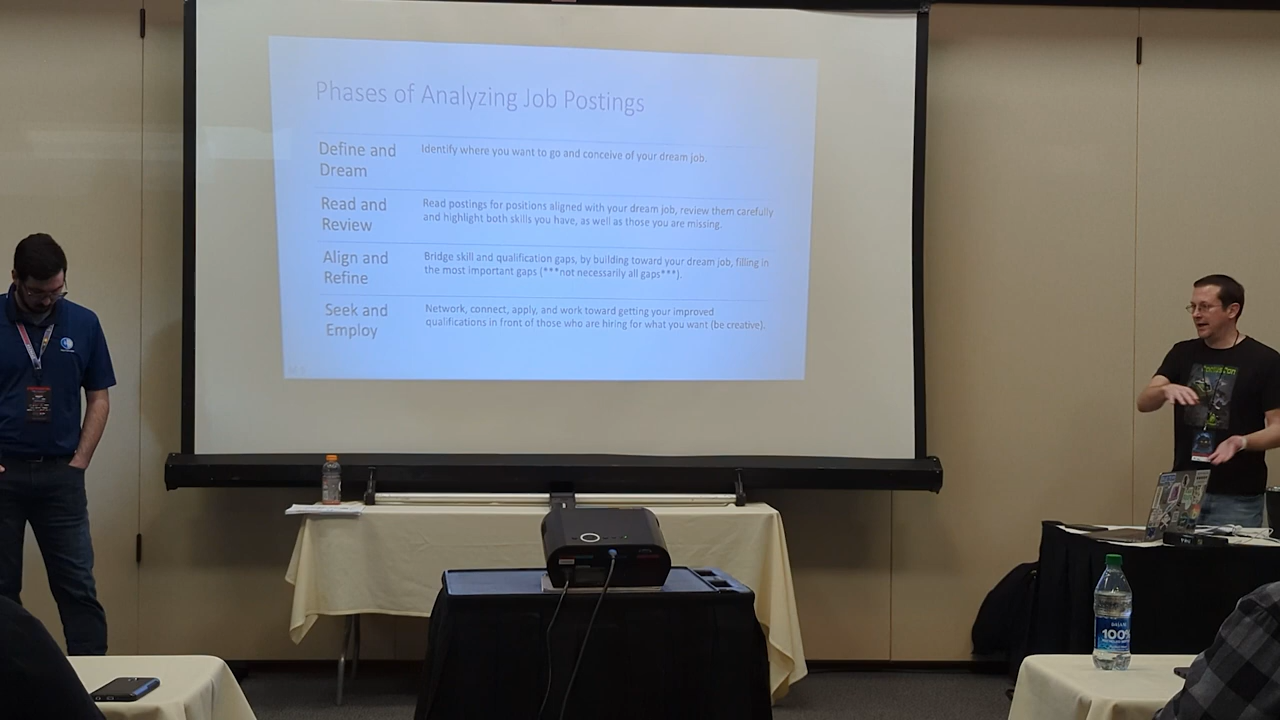 Phases of Analyzing Job Postings
Define and
Dream
Identify where you want to go and conceive of your dream job.
Read and
Review
Read postings for positions aligned with your dream job, review them carefully
and highlight both skills you have, as well as those you are missing.
Align and
Refine
Bridge skill and qualification gaps, by building toward your dream job, filling in
the most important gaps (***not necessarily all gaps***).
Seek and
Employ
Network, connect, apply, and work toward getting your improved
qualifications in front of those who are hiring for what you want (be creative).
100%